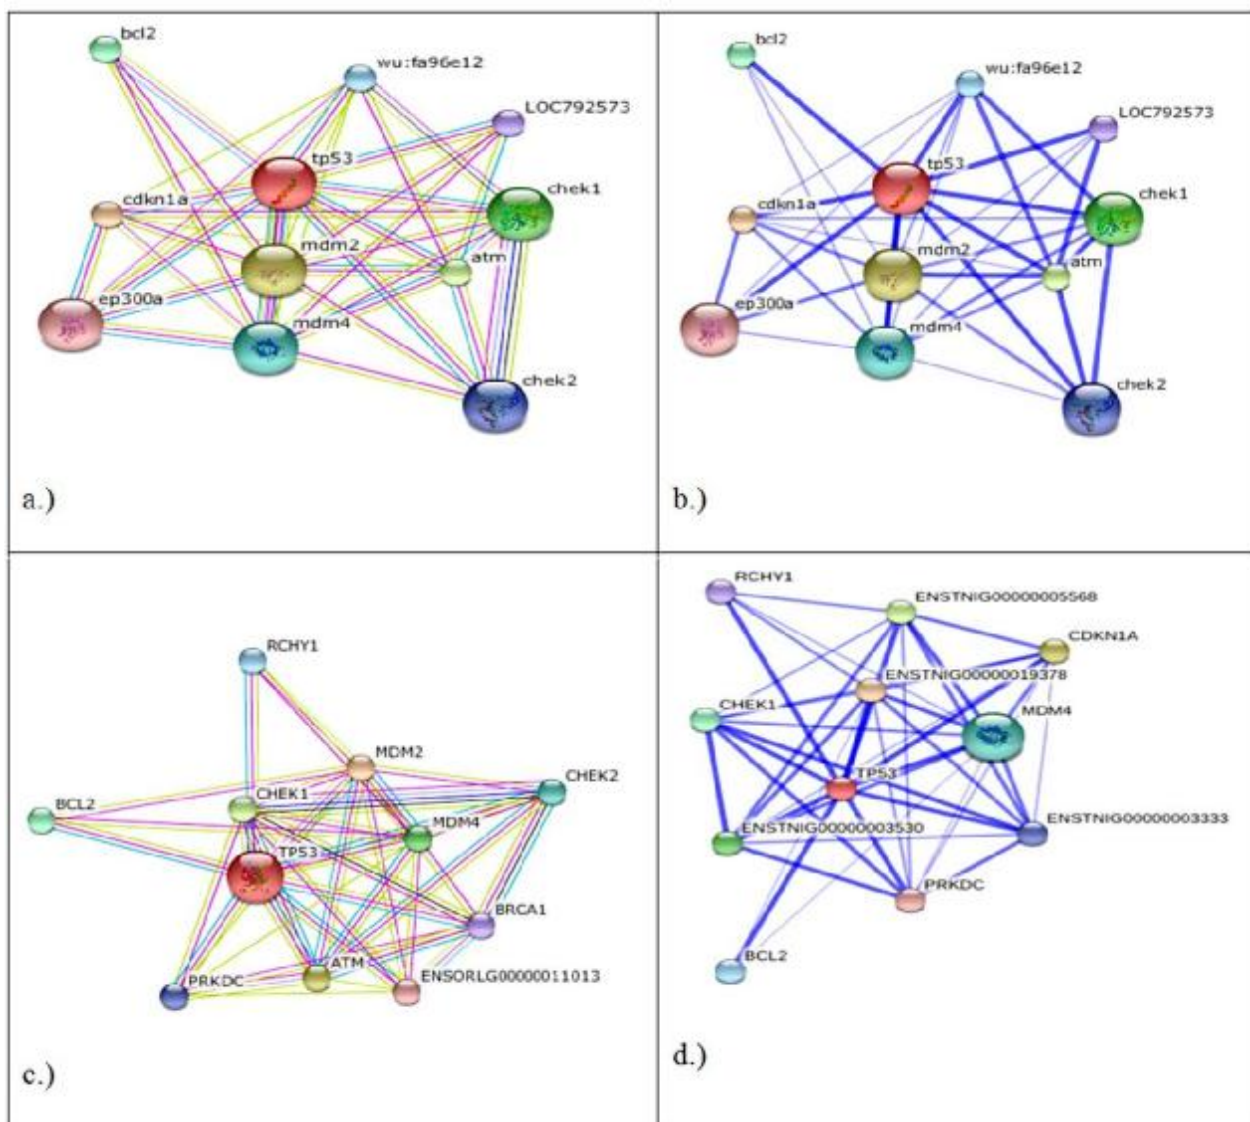 bcl2
wu:fa96e12
LOC792573
tp53
chek1
cdkn1a
mdm2
atm
ep300a
mdm4
chek2
a.)
bcl2
wu:fa96e12
LOC792573
tp53
chek1
cdkn1a
mdm2
atm
ep300a
mdm4
chek2
b.)
RCHY1
MDM2
CHEK2
BCL2
CHEK1
MDM4
TP53
BRCA1
ATM
PRKDC
ENSORLG00000011013
c.)
RCHY1
ENSTNIG00000005568
CDKN1A
ENSTNIG00000019378
CHEK1
MDM4
TP53
ENSTNIG00000003530
ENSTNIG00000003333
PRKDC
BCL2
d.)